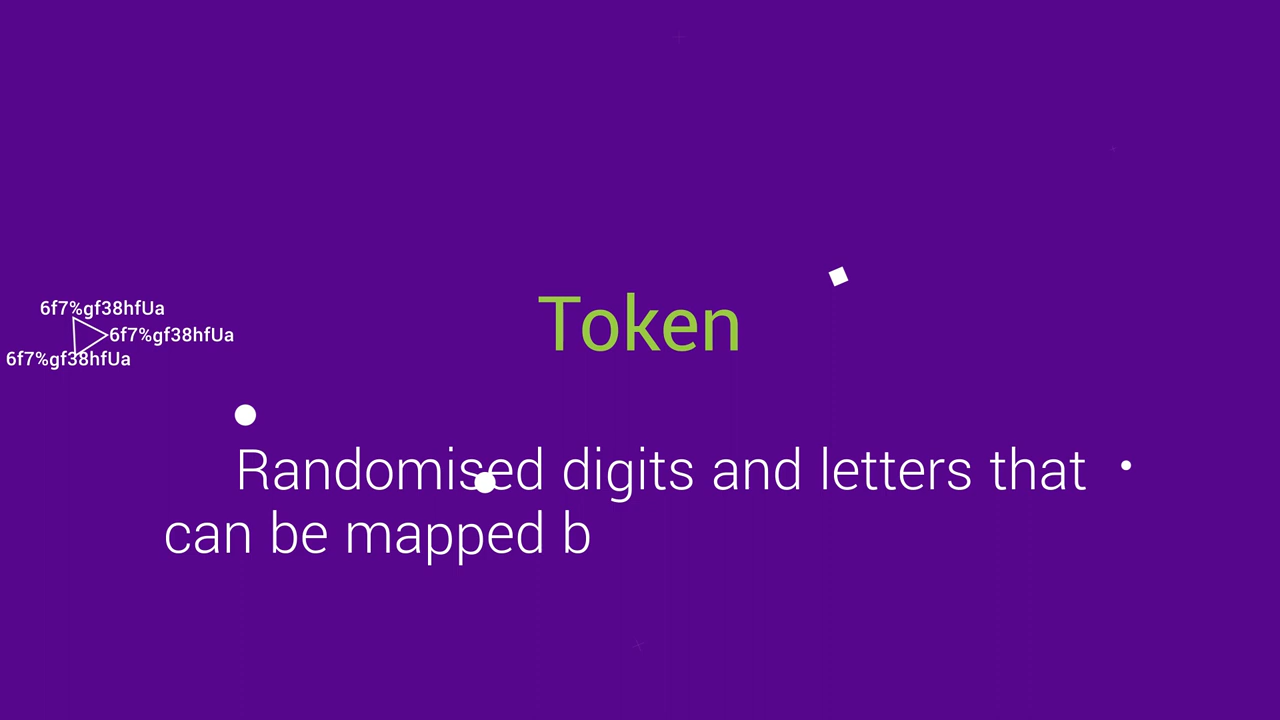 6f7%gf38hfUa
6f7%gf38hfUa
6f7%gf38hfUa
Token
Randomised digits and letters that
can be mapped b